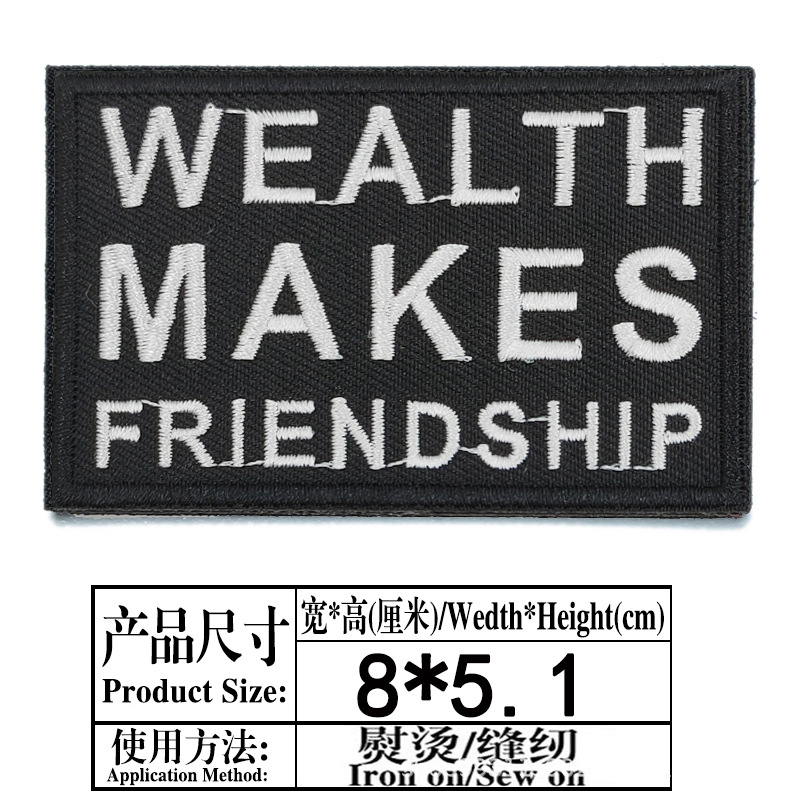 WEALTH
MAKES
FRIENDSHIP
产品尺寸
Product Size:
宽*高(厘米)/Wedth*Height(cm)
8*5.1
使用方法:
Application Method:
熨烫/缝纫
Iron on/Sew on